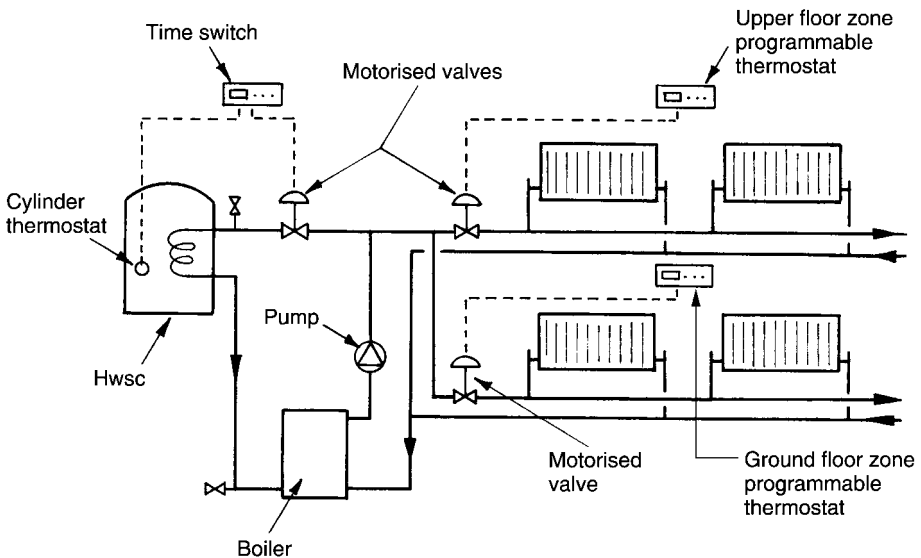 Time switch
Motorised valves
Upper floor zone
programmable
thermostat
Cylinder
thermostat
Pump
Hwsc
Boiler
Motorised
valve
Ground floor zone
programmable
thermostat